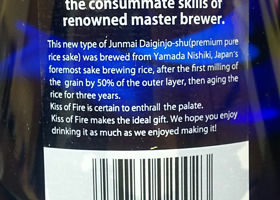 the consummate skills of
renowned master brewer.
This new type of Junmai Daiginjo-shu(premium pure
rice sake) was brewed from Yamada Nishiki, Japan's
foremost sake brewing rice, after the first milling of
the grain by 50% of the outer layer, then aging the
rice for three years.
Kiss of Fire is certain to enthrall the palate.
Kiss of Fire makes the ideal gift. We hope you enjoy
drinking it as much as we enjoyed making it!